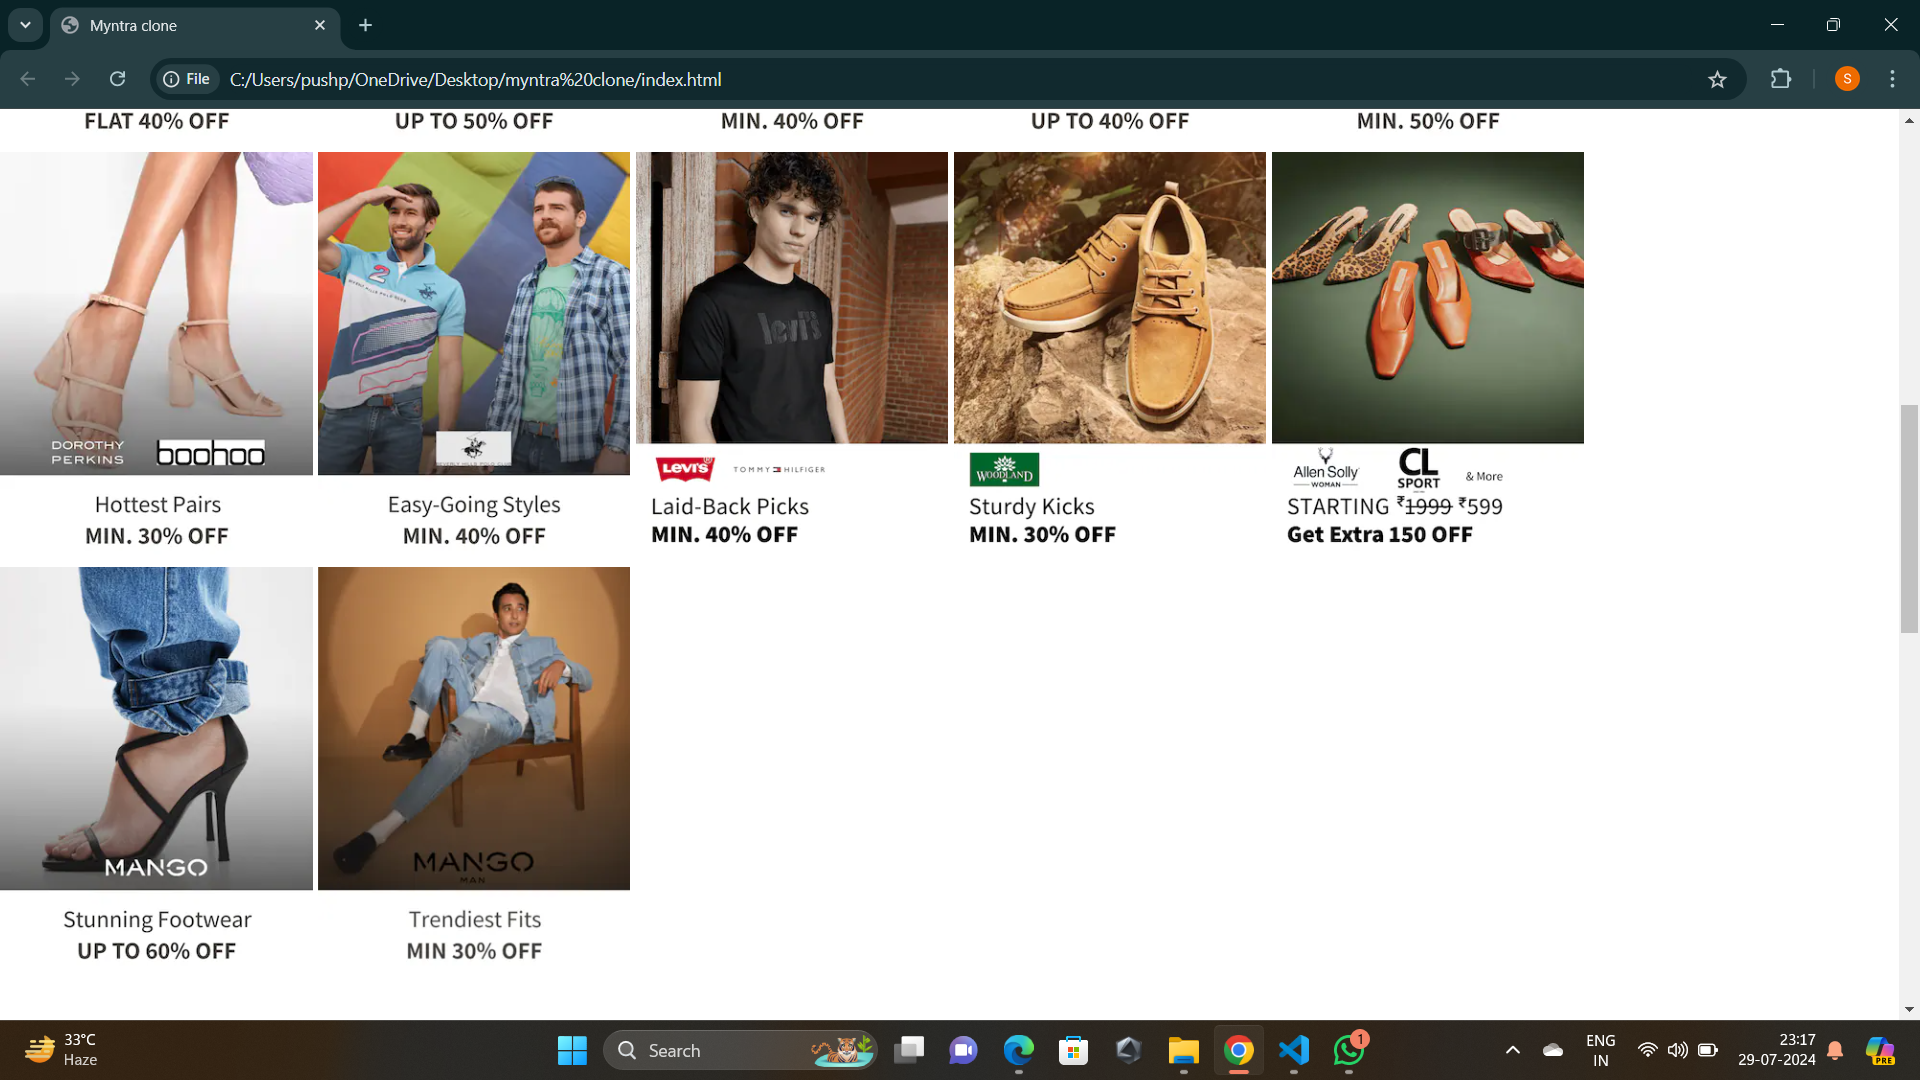 Myntra clone
File
C:/Users/pushp/OneDrive/Desktop/myntra%20clone/index.html
S
FLAT 40% OFF
UP TO 50% OFF
MIN. 40% OFF
UP TO 40% OFF
MIN. 50% OFF
2
levi's
DOROTHY
PERKINS
boohoo
LEVI'S®
TOMMY HILFIGER
WOODLAND
Allen Solly
WOMAN
CL
SPORT
& More
Hottest Pairs
MIN. 30% OFF
Easy-Going Styles
MIN. 40% OFF
Laid-Back Picks
MIN. 40% OFF
Sturdy Kicks
MIN. 30% OFF
STARTING ₹1999 ₹599
Get Extra 150 OFF
MANGO
MANGO
MAN
Stunning Footwear
UP TO 60% OFF
Trendiest Fits
MIN 30% OFF
33°C
Haze
Search
1
ENG
IN
23:17
29-07-2024
PRE